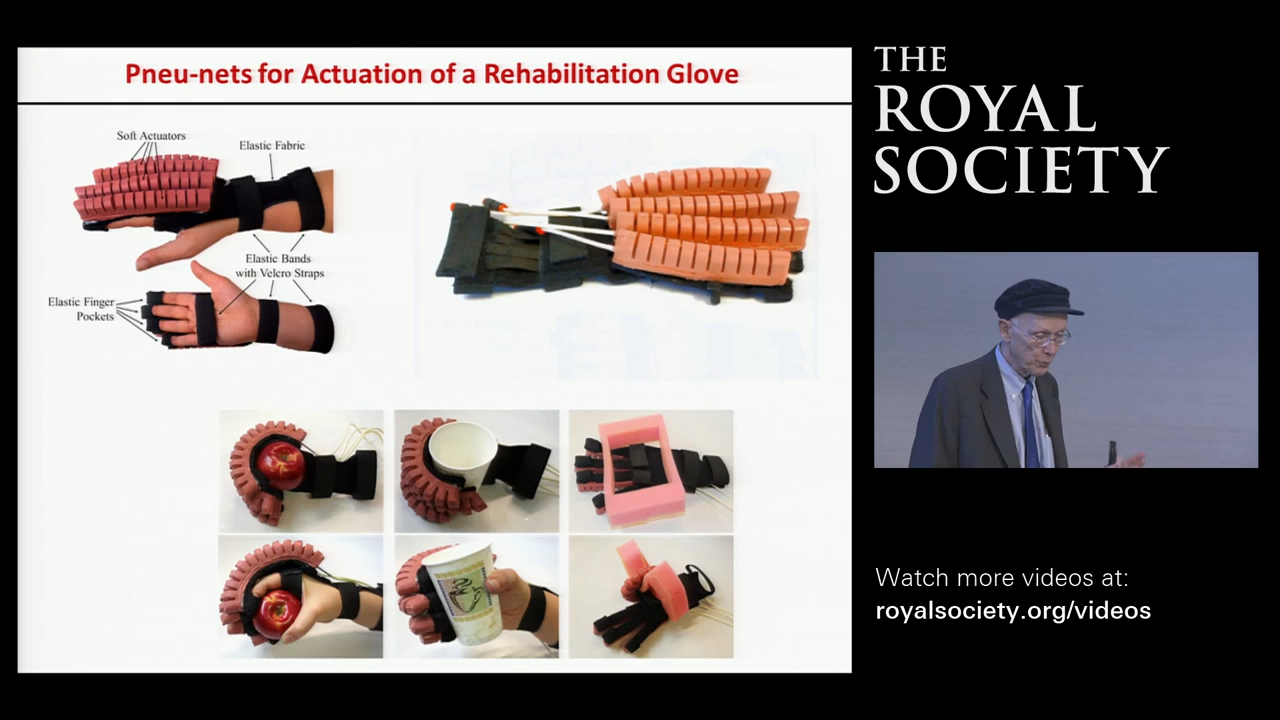 Pneu-nets for Actuation of a Rehabilitation Glove
Soft Actuators
Elastic Fabric
Elastic Bands
with Velcro Straps
Elastic Finger
Pockets
THE
ROYAL
SOCIETY
Watch more videos at:
royalsociety.org/videos